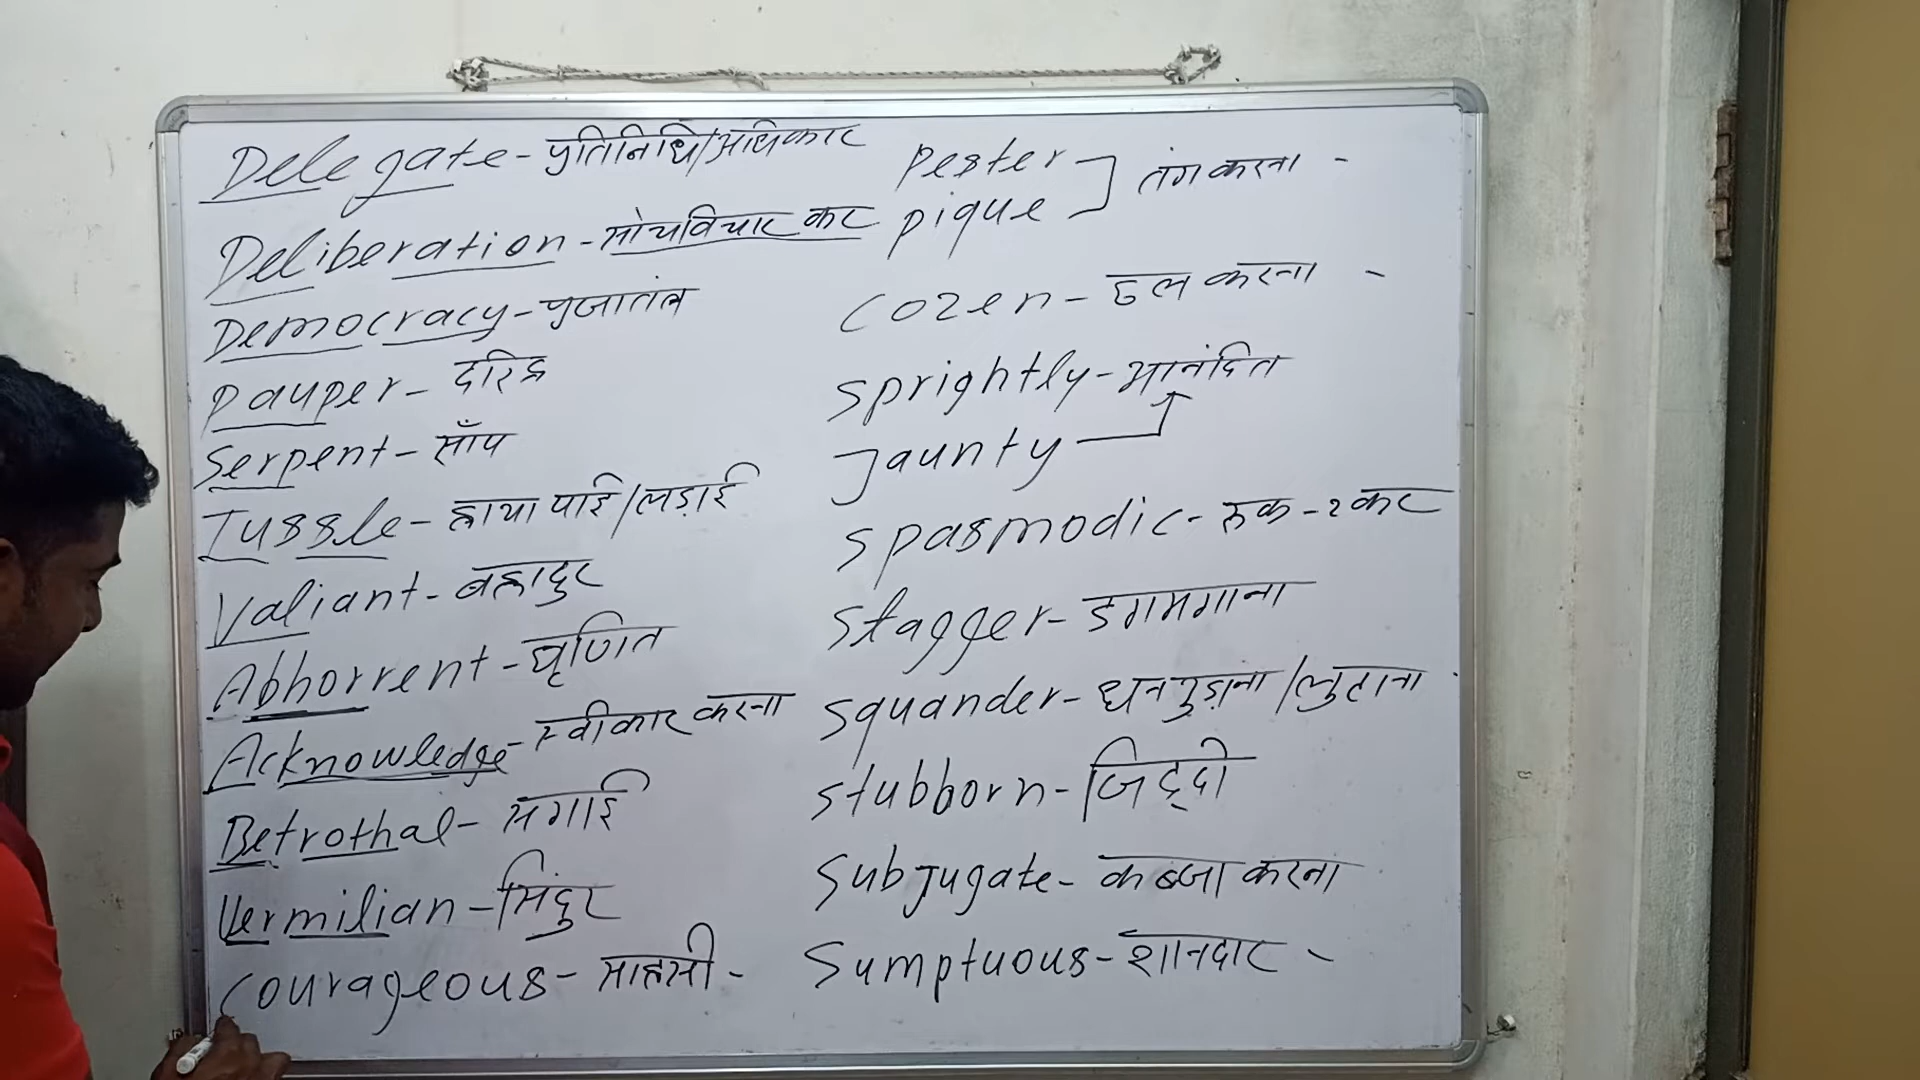 Delegate - प्रतिनिधि/अधिकार
Deliberation - सोचविचार कर
Democracy - प्रजातंत्र
Pauper - दरिद्र
Serpent - साँप
Tussle - हाथा पाई/लड़ाई
Valiant - बहादुर
Abhorrent - घृणित
Acknowledge - स्वीकार करना
Betrothal - सगाई
Vermilian - सिंदुर
Courageous - साहसी -
Pester
Pique ] तंग करना -
Cozen - छल करना -
Sprightly - आनंदित
Jaunty
Spasmodic - रुक - २ कर
Stagger - डगमगाना
Squander - धन /लुटाना
Stubborn - जिद्दी
Subjugate - कब्जा करना
Sumptuous - शानदार -